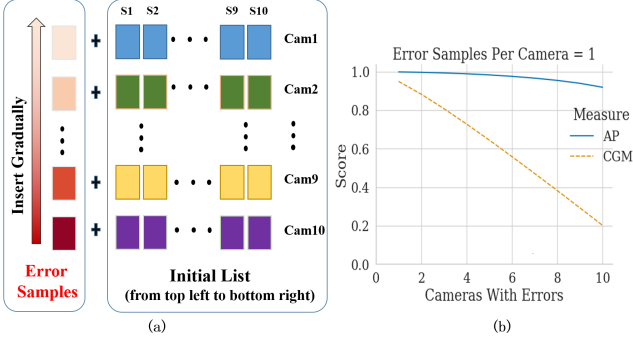 S1 S2 S9 S10
Cam1
Cam2
Cam9
Cam10
+
+
+
+
Insert Gradually
Error
Samples
Initial List
(from top left to bottom right)
(a)
Error Samples Per Camera = 1
Score
1.0
0.8
0.6
0.4
0.2
0.0
0 2 4 6 8 10
Cameras With Errors
Measure
AP
CGM
(b)